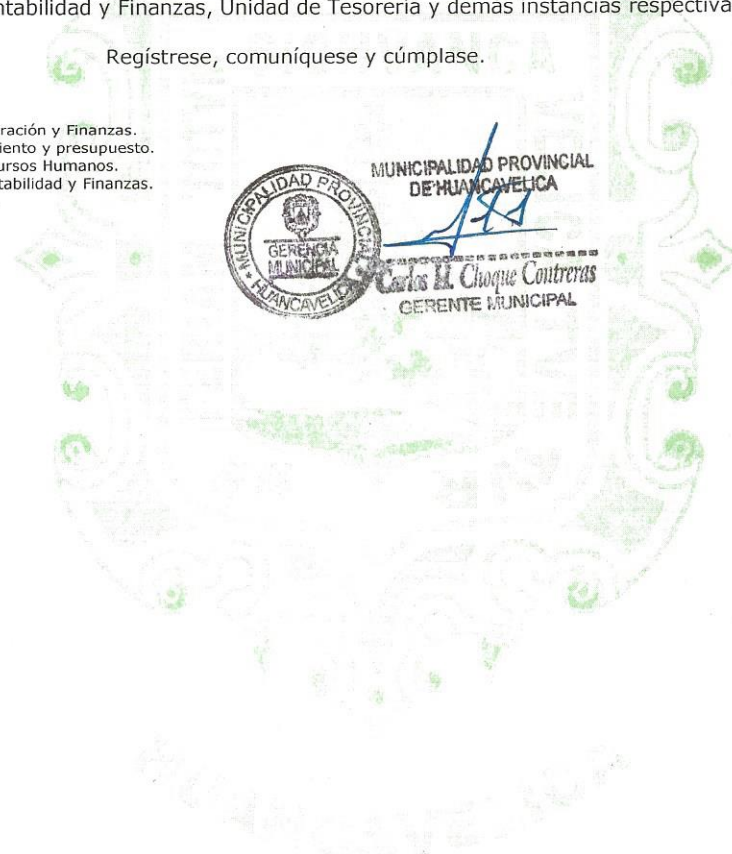 ntabilidad y Finanzas, Unidad de Tesorería y demás instancias respectiva
Regístrese, comuníquese y cúmplase.
ración y Finanzas.
iento y presupuesto.
ursos Humanos.
tabilidad y Finanzas.
MUNICIPALIDAD PROVINCIAL
HUANCAVELICA
GERENCIA
MUNICIPAL
MUNICIPALIDAD PROVINCIAL
DE HUANCAVELICA
Carlos H. Choque Contreras
GERENTE MUNICIPAL
HUANCAVELICA